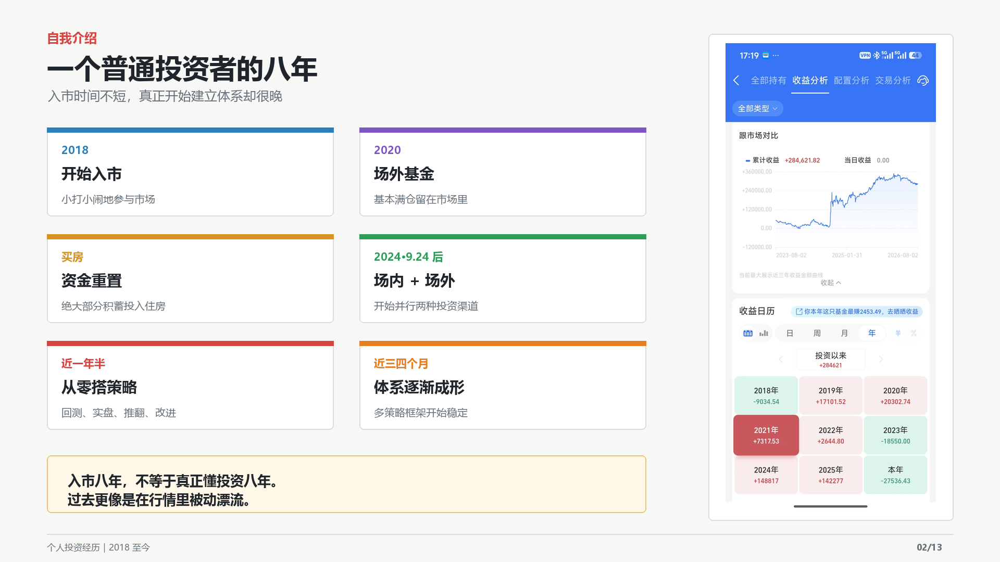 自我介绍
一个普通投资者的八年
入市时间不短，真正开始建立体系却很晚
2018
开始入市
小打小闹地参与市场
2020
场外基金
基本满仓留在市场里
买房
资金重置
绝大部分积蓄投入住房
2024•9.24 后
场内 + 场外
开始并行两种投资渠道
近一年半
从零搭策略
回测、实盘、推翻、改进
近三四个月
体系逐渐成形
多策略框架开始稳定
入市八年，不等于真正懂投资八年。
过去更像是在行情里被动漂流。
17:19 ··· VPN 5G 5G 44
全部持有 收益分析 配置分析 交易分析
全部类型
跟市场对比
累计收益 +284,621.82 当日收益 0.00
+360000.00
+240000.00
+120000.00
0.00
-120000.00
2023-08-02 2025-01-31 2026-08-02
当前最大展示近三年收益金额曲线
收起
收益日历 你本年这只基金最赚2453.49，去晒晒收益
日 周 月 年 ¥ %
投资以来
+284621
2018年 2019年 2020年
-9034.54 +17101.52 +20302.74
2021年 2022年 2023年
+7317.53 +2644.80 -18550.00
2024年 2025年 本年
+148817 +142277 -27536.43
个人投资经历 | 2018 至今
02/13